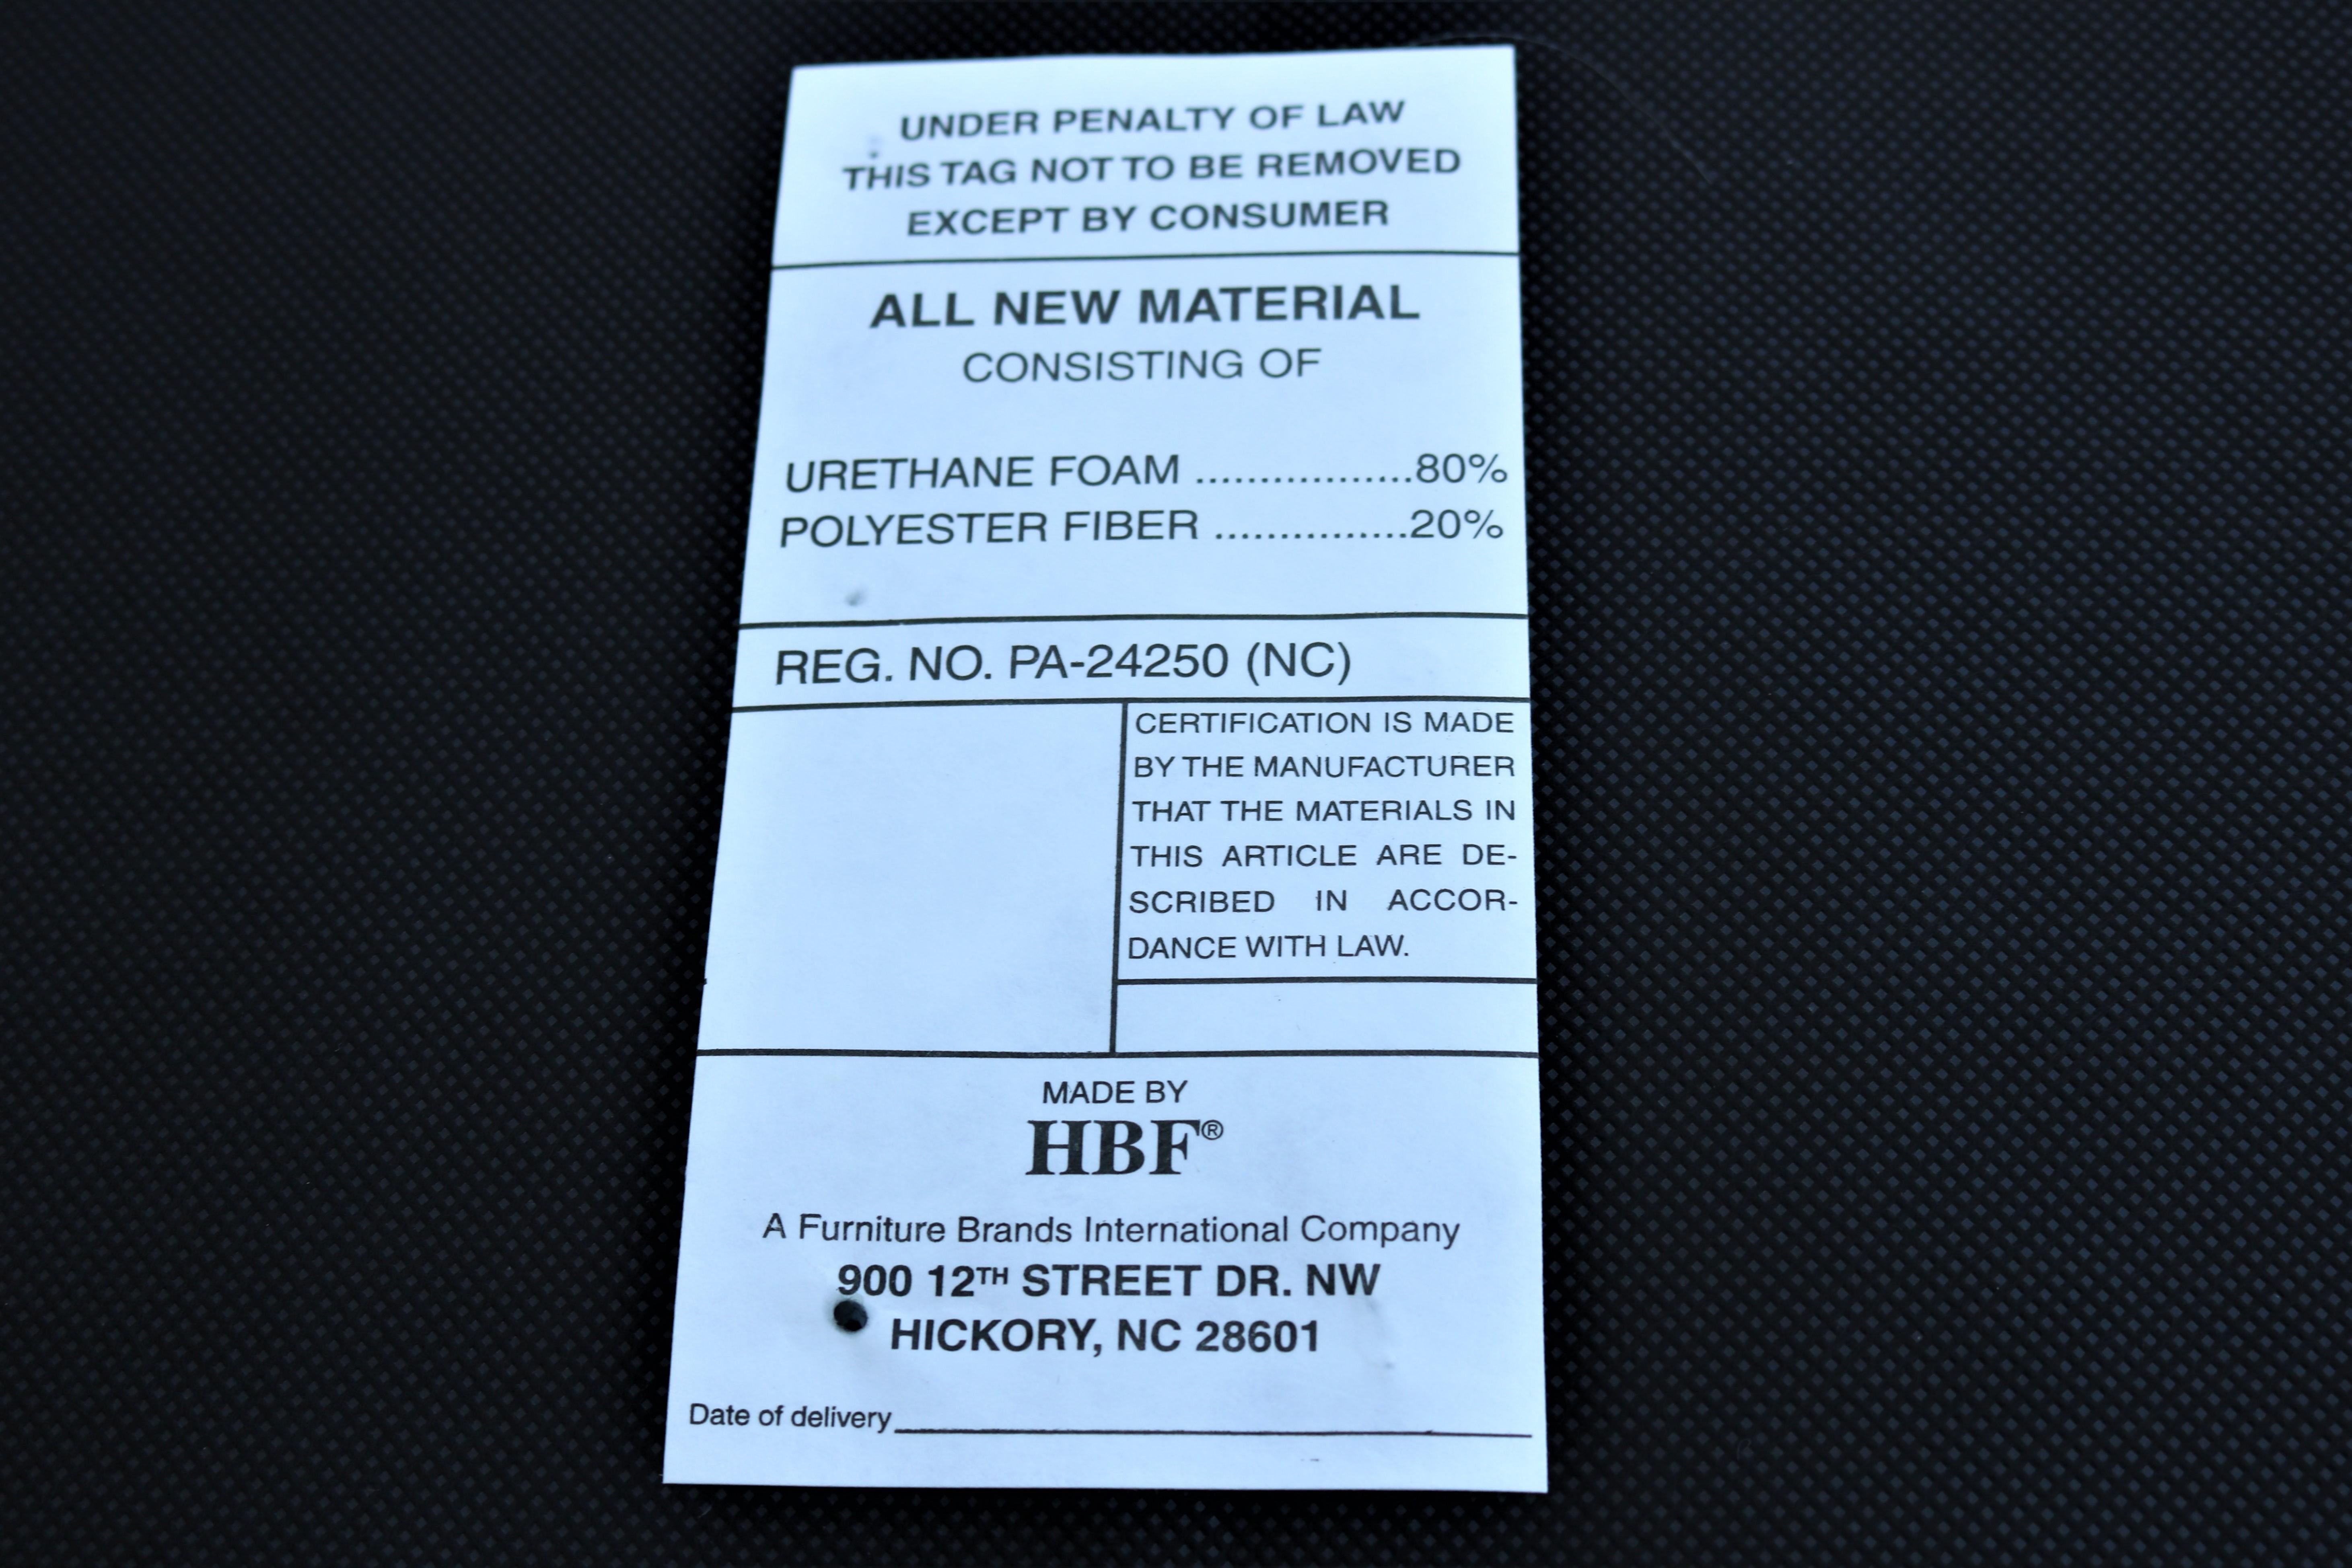 UNDER PENALTY OF LAW
THIS TAG NOT TO BE REMOVED
EXCEPT BY CONSUMER
ALL NEW MATERIAL
CONSISTING OF
URETHANE FOAM .................80%
POLYESTER FIBER ...............20%
REG. NO. PA-24250 (NC)
CERTIFICATION IS MADE
BY THE MANUFACTURER
THAT THE MATERIALS IN
THIS ARTICLE ARE DE-
SCRIBED IN ACCOR-
DANCE WITH LAW.
MADE BY
HBF®
A Furniture Brands International Company
900 12TH STREET DR. NW
HICKORY, NC 28601
Date of delivery